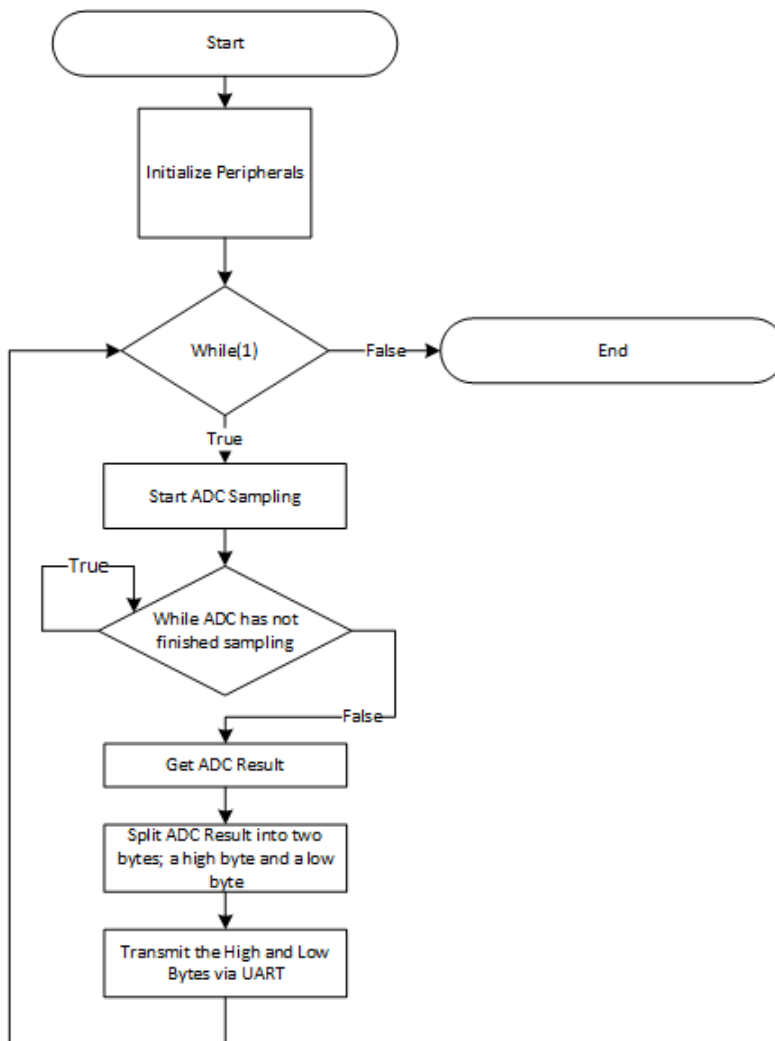 Start
Initialize Peripherals
While(1)
False
End
True
Start ADC Sampling
True
While ADC has not
finished sampling
False
Get ADC Result
Split ADC Result into two
bytes; a high byte and a low
byte
Transmit the High and Low
Bytes via UART